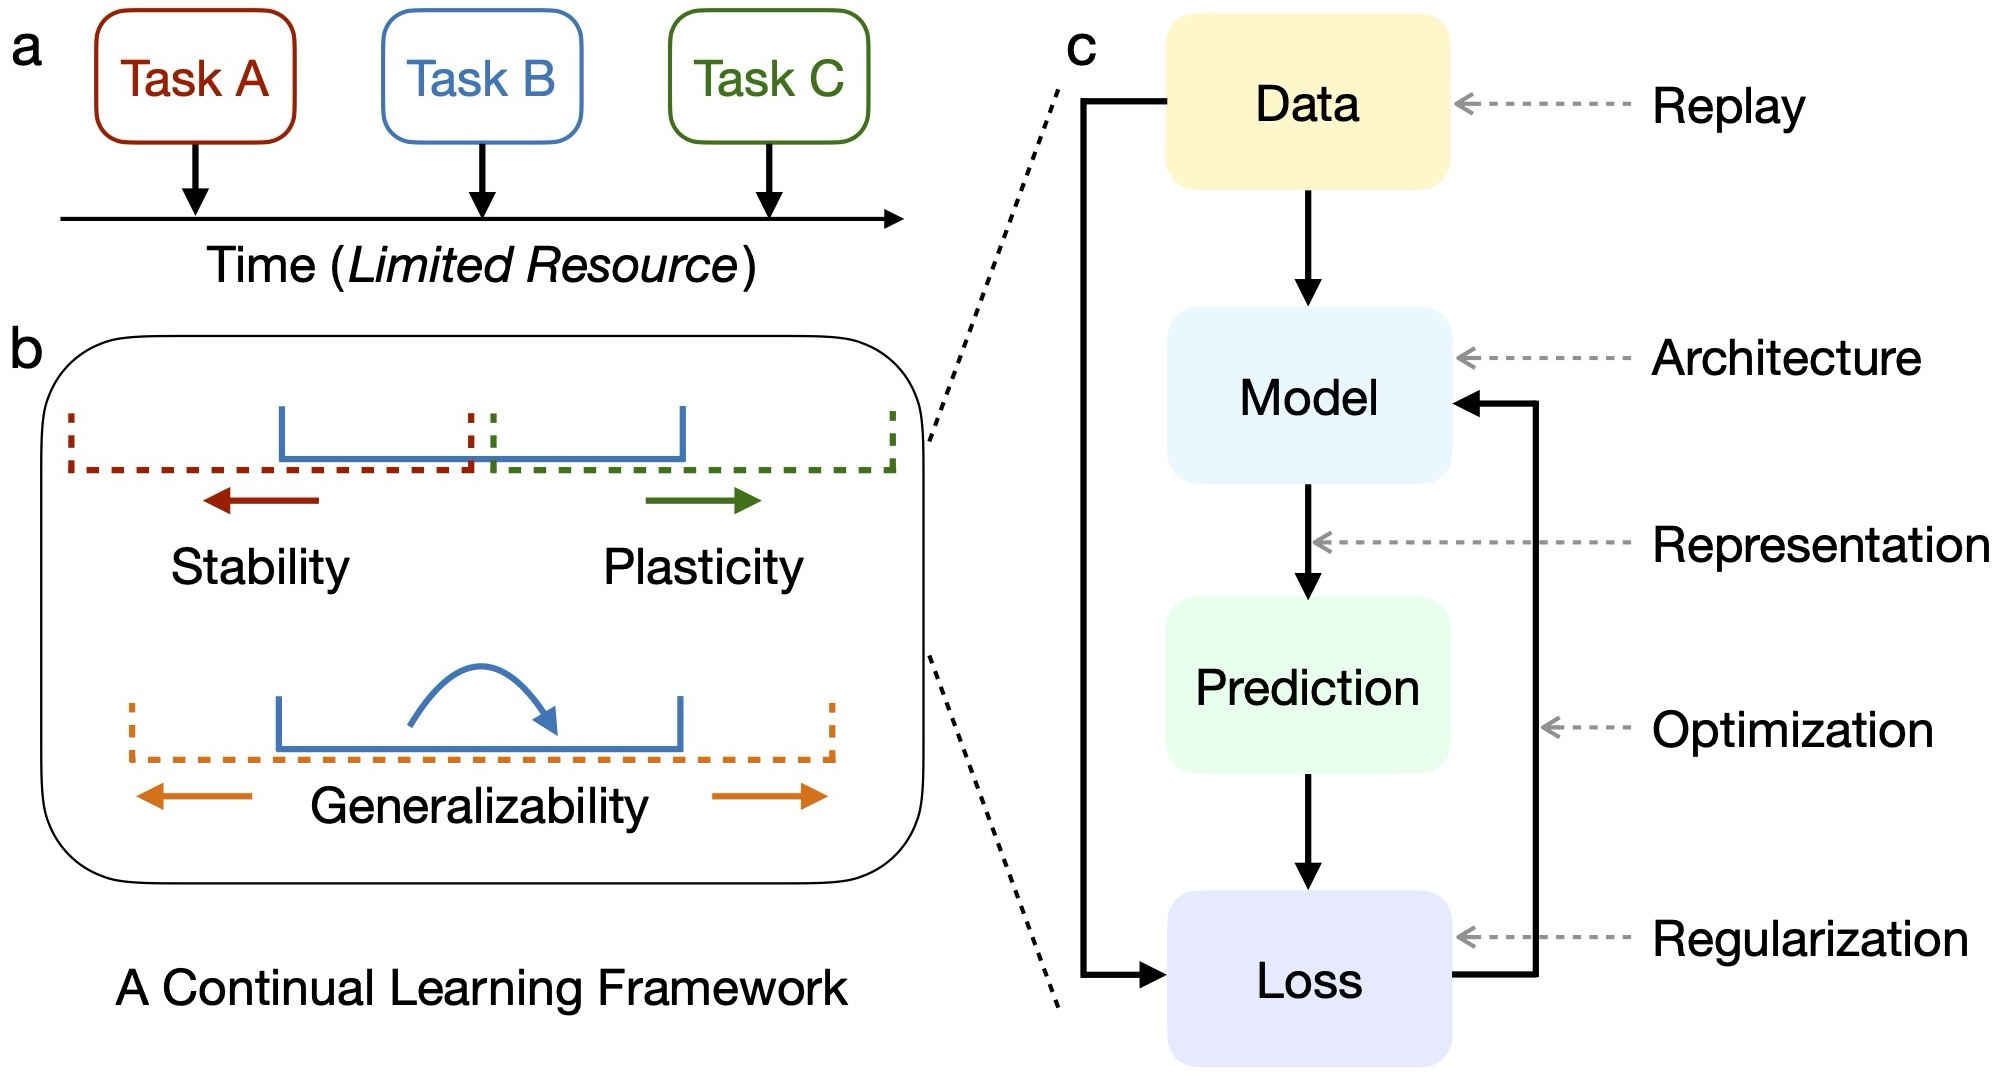 a
Task A
Task B
Task C
Time (Limited Resource)
b
Stability
Plasticity
Generalizability
A Continual Learning Framework
c
Data
Replay
Model
Architecture
Representation
Prediction
Optimization
Loss
Regularization